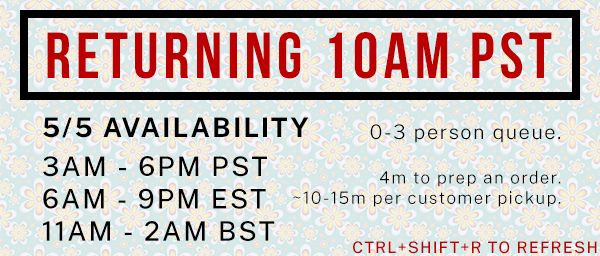 RETURNING 10AM PST
5/5 AVAILABILITY
3AM - 6PM PST
6AM - 9PM EST
11AM - 2AM BST
0-3 person queue.
4m to prep an order.
~10-15m per customer pickup.
CTRL+SHIFT+R TO REFRESH